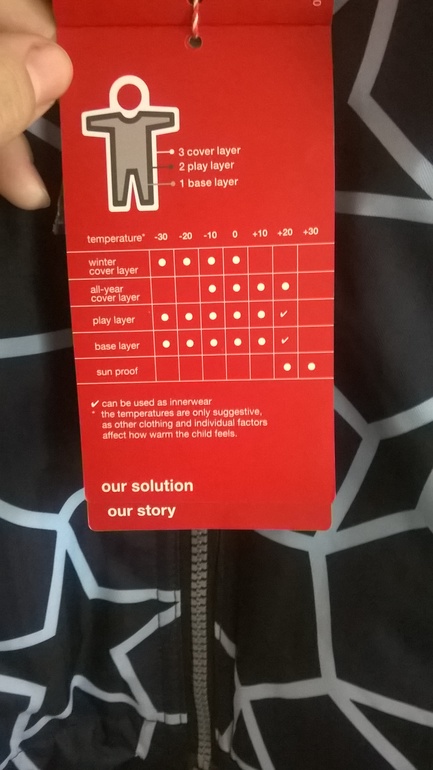 3 cover layer
2 play layer
1 base layer
temperature* -30 -20 -10 0 +10 +20 +30
winter
cover layer
all-year
cover layer
play layer ✓
base layer ✓
sun proof
✓ can be used as innerwear
* the temperatures are only suggestive,
as other clothing and individual factors
affect how warm the child feels.
our solution
our story